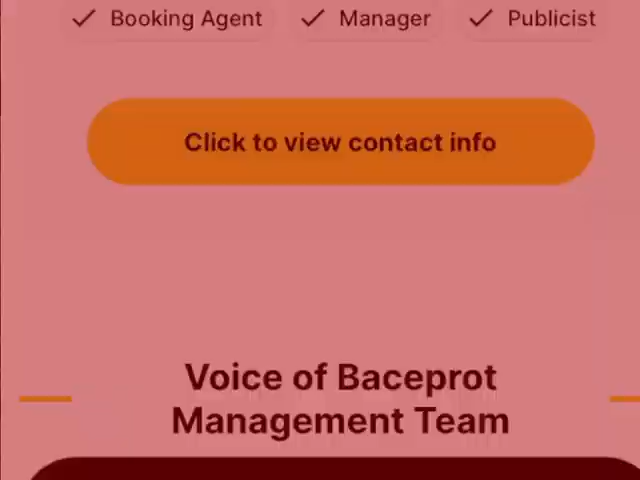 Booking Agent Manager Publicist
Click to view contact info
Voice of Baceprot
Management Team